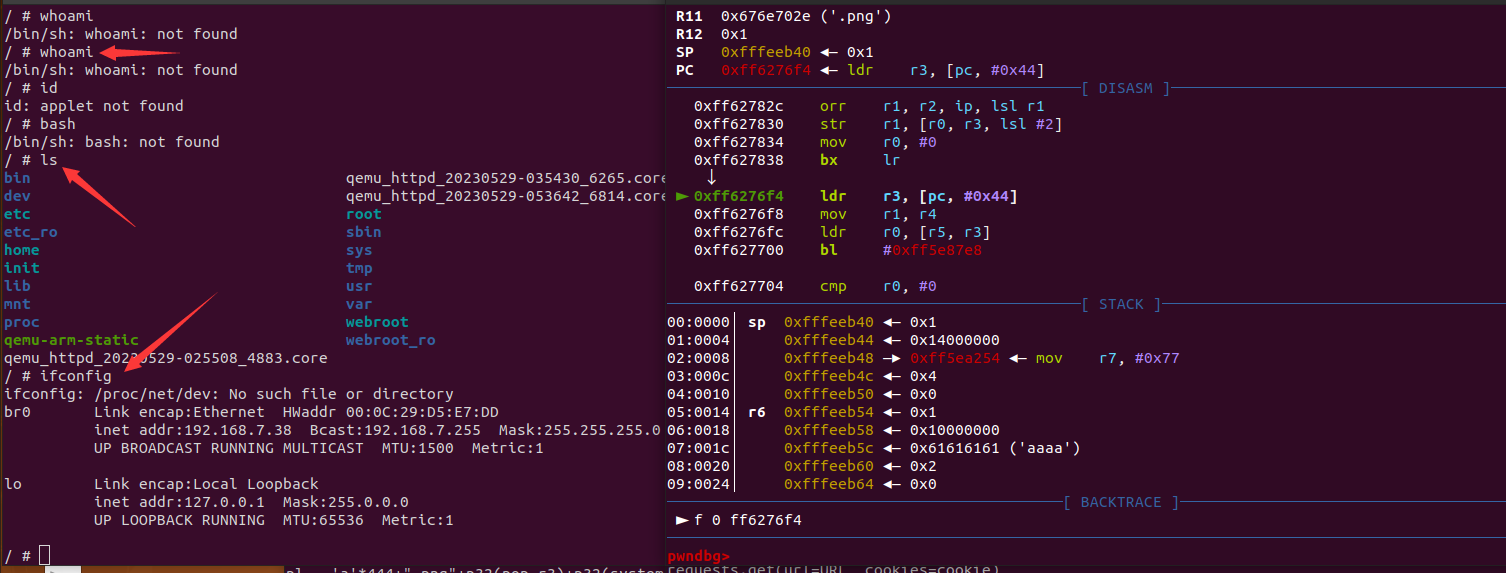 / # whoami
/bin/sh: whoami: not found
/ # whoami
/bin/sh: whoami: not found
/ # id
id: applet not found
/ # bash
/bin/sh: bash: not found
/ # ls
bin qemu_httpd_20230529-035430_6265.core
dev qemu_httpd_20230529-053642_6814.core
etc root
etc_ro sbin
home sys
init tmp
lib usr
mnt var
proc webroot
qemu-arm-static webroot_ro
qemu_httpd_20230529-025508_4883.core
/ # ifconfig
ifconfig: /proc/net/dev: No such file or directory
br0 Link encap:Ethernet HWaddr 00:0C:29:D5:E7:DD
inet addr:192.168.7.38 Bcast:192.168.7.255 Mask:255.255.255.0
UP BROADCAST RUNNING MULTICAST MTU:1500 Metric:1
lo Link encap:Local Loopback
inet addr:127.0.0.1 Mask:255.0.0.0
UP LOOPBACK RUNNING MTU:65536 Metric:1
/ #
R11 0x676e702e ('.png')
R12 0x1
SP 0xfffeeb40 ◄— 0x1
PC 0xff6276f4 ◄— ldr r3, [pc, #0x44]
[ DISASM ]
0xff62782c orr r1, r2, ip, lsl r1
0xff627830 str r1, [r0, r3, lsl #2]
0xff627834 mov r0, #0
0xff627838 bx lr
↓
► 0xff6276f4 ldr r3, [pc, #0x44]
0xff6276f8 mov r1, r4
0xff6276fc ldr r0, [r5, r3]
0xff627700 bl #0xff5e87e8
0xff627704 cmp r0, #0
[ STACK ]
00:0000│ sp 0xfffeeb40 ◄— 0x1
01:0004│ 0xfffeeb44 ◄— 0x14000000
02:0008│ 0xfffeeb48 —► 0xff5ea254 ◄— mov r7, #0x77
03:000c│ 0xfffeeb4c ◄— 0x4
04:0010│ 0xfffeeb50 ◄— 0x0
05:0014│ r6 0xfffeeb54 ◄— 0x1
06:0018│ 0xfffeeb58 ◄— 0x10000000
07:001c│ 0xfffeeb5c ◄— 0x61616161 ('aaaa')
08:0020│ 0xfffeeb60 ◄— 0x2
09:0024│ 0xfffeeb64 ◄— 0x0
[ BACKTRACE ]
► f 0 ff6276f4
pwndbg>